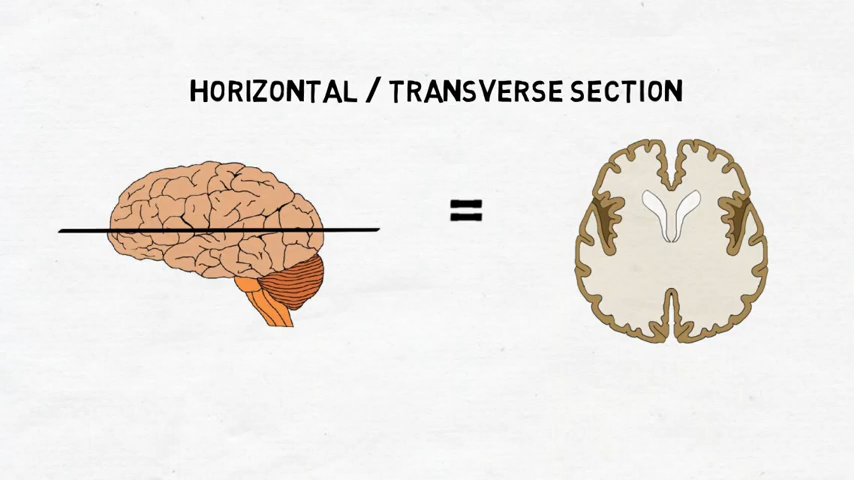 HORIZONTAL / TRANSVERSE SECTION
=